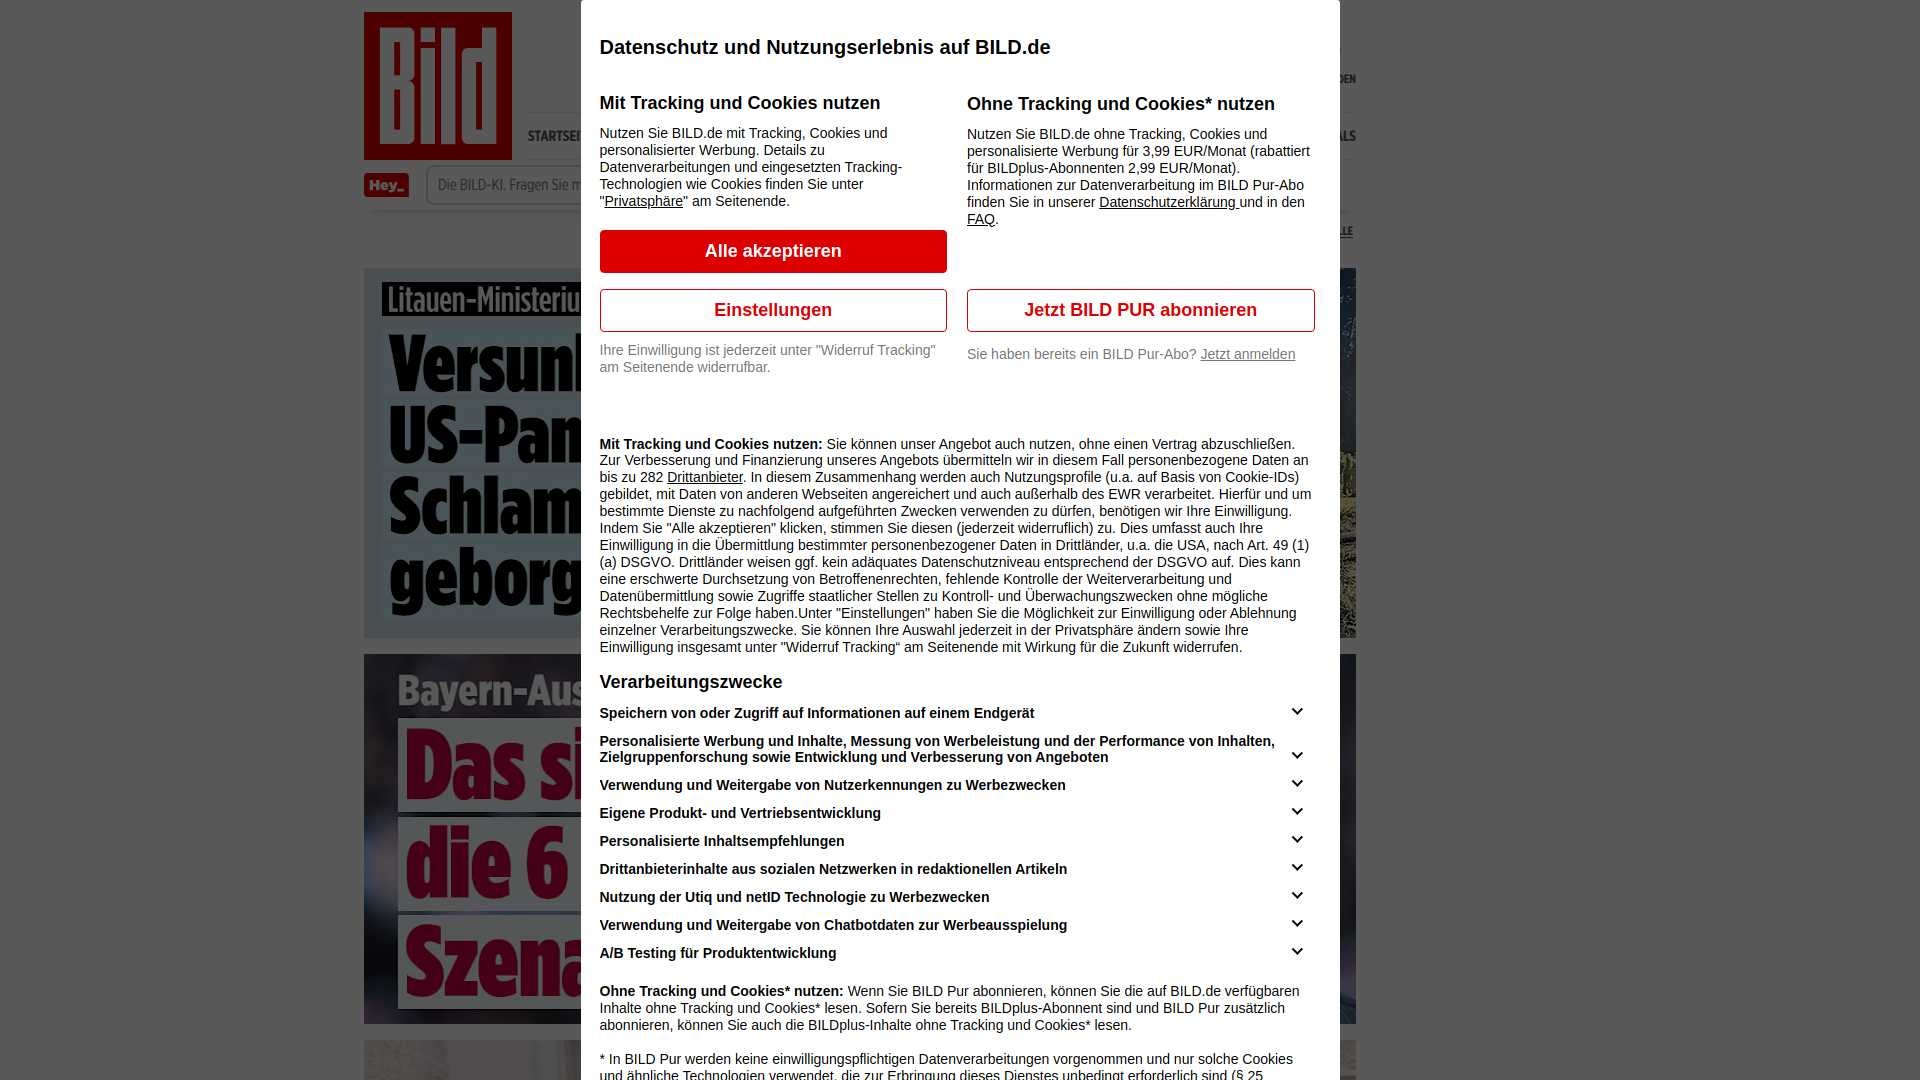 Bild
DEN
STARTSEI
ALS
Hey_
Die BILD-KI. Fragen Sie m
LLE
Litauen-Ministeriu
Versun
US-Pan
Schlam
geborg
Bayern-Aus
Das si
die 6
Szena
Datenschutz und Nutzungserlebnis auf BILD.de
Mit Tracking und Cookies nutzen
Nutzen Sie BILD.de mit Tracking, Cookies und
personalisierter Werbung. Details zu
Datenverarbeitungen und eingesetzten Tracking-
Technologien wie Cookies finden Sie unter
"Privatsphäre" am Seitenende.
Alle akzeptieren
Einstellungen
Ihre Einwilligung ist jederzeit unter "Widerruf Tracking"
am Seitenende widerrufbar.
Ohne Tracking und Cookies* nutzen
Nutzen Sie BILD.de ohne Tracking, Cookies und
personalisierte Werbung für 3,99 EUR/Monat (rabattiert
für BILDplus-Abonnenten 2,99 EUR/Monat).
Informationen zur Datenverarbeitung im BILD Pur-Abo
finden Sie in unserer Datenschutzerklärung und in den
FAQ.
Jetzt BILD PUR abonnieren
Sie haben bereits ein BILD Pur-Abo? Jetzt anmelden
Mit Tracking und Cookies nutzen: Sie können unser Angebot auch nutzen, ohne einen Vertrag abzuschließen.
Zur Verbesserung und Finanzierung unseres Angebots übermitteln wir in diesem Fall personenbezogene Daten an
bis zu 282 Drittanbieter. In diesem Zusammenhang werden auch Nutzungsprofile (u.a. auf Basis von Cookie-IDs)
gebildet, mit Daten von anderen Webseiten angereichert und auch außerhalb des EWR verarbeitet. Hierfür und um
bestimmte Dienste zu nachfolgend aufgeführten Zwecken verwenden zu dürfen, benötigen wir Ihre Einwilligung.
Indem Sie "Alle akzeptieren" klicken, stimmen Sie diesen (jederzeit widerruflich) zu. Dies umfasst auch Ihre
Einwilligung in die Übermittlung bestimmter personenbezogener Daten in Drittländer, u.a. die USA, nach Art. 49 (1)
(a) DSGVO. Drittländer weisen ggf. kein adäquates Datenschutzniveau entsprechend der DSGVO auf. Dies kann
eine erschwerte Durchsetzung von Betroffenenrechten, fehlende Kontrolle der Weiterverarbeitung und
Datenübermittlung sowie Zugriffe staatlicher Stellen zu Kontroll- und Überwachungszwecken ohne mögliche
Rechtsbehelfe zur Folge haben.Unter "Einstellungen" haben Sie die Möglichkeit zur Einwilligung oder Ablehnung
einzelner Verarbeitungszwecke. Sie können Ihre Auswahl jederzeit in der Privatsphäre ändern sowie Ihre
Einwilligung insgesamt unter "Widerruf Tracking“ am Seitenende mit Wirkung für die Zukunft widerrufen.
Verarbeitungszwecke
Speichern von oder Zugriff auf Informationen auf einem Endgerät
Personalisierte Werbung und Inhalte, Messung von Werbeleistung und der Performance von Inhalten,
Zielgruppenforschung sowie Entwicklung und Verbesserung von Angeboten
Verwendung und Weitergabe von Nutzerkennungen zu Werbezwecken
Eigene Produkt- und Vertriebsentwicklung
Personalisierte Inhaltsempfehlungen
Drittanbieterinhalte aus sozialen Netzwerken in redaktionellen Artikeln
Nutzung der Utiq und netID Technologie zu Werbezwecken
Verwendung und Weitergabe von Chatbotdaten zur Werbeausspielung
A/B Testing für Produktentwicklung
Ohne Tracking und Cookies* nutzen: Wenn Sie BILD Pur abonnieren, können Sie die auf BILD.de verfügbaren
Inhalte ohne Tracking und Cookies* lesen. Sofern Sie bereits BILDplus-Abonnent sind und BILD Pur zusätzlich
abonnieren, können Sie auch die BILDplus-Inhalte ohne Tracking und Cookies* lesen.
* In BILD Pur werden keine einwilligungspflichtigen Datenverarbeitungen vorgenommen und nur solche Cookies
und ähnliche Technologien verwendet, die zur Erbringung dieses Dienstes unbedingt erforderlich sind (§ 25